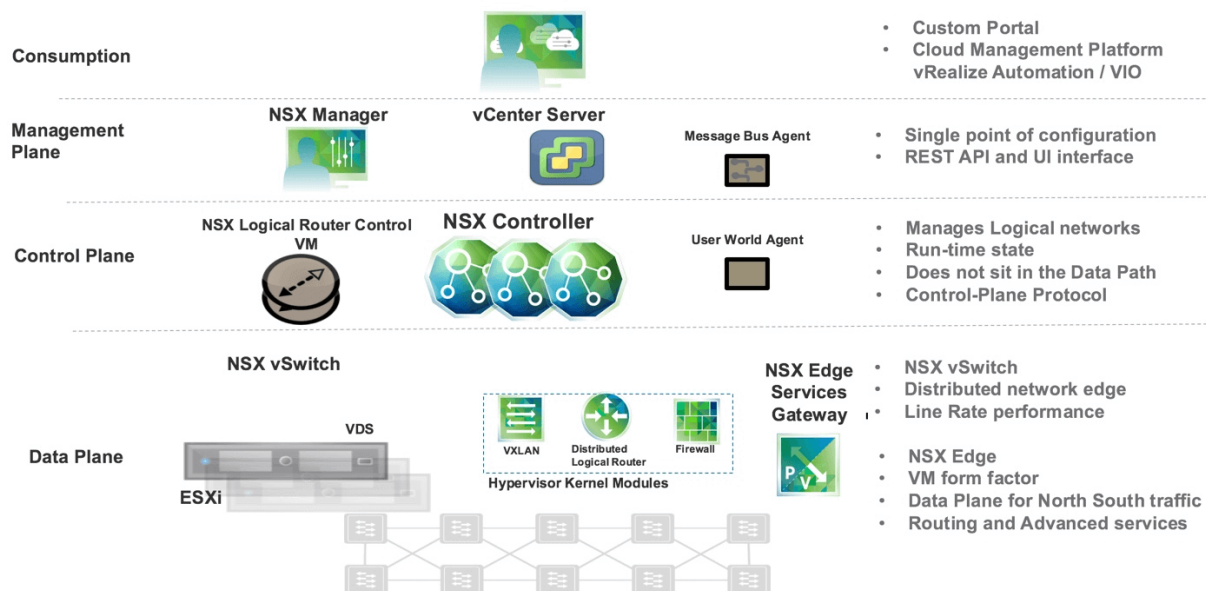 Consumption
• Custom Portal
• Cloud Management Platform
vRealize Automation / VIO
Management
Plane
NSX Manager
vCenter Server
Message Bus Agent
• Single point of configuration
• REST API and UI interface
Control Plane
NSX Logical Router Control
VM
NSX Controller
User World Agent
• Manages Logical networks
• Run-time state
• Does not sit in the Data Path
• Control-Plane Protocol
Data Plane
NSX vSwitch
VDS
ESXi
VXLAN
Distributed
Logical Router
Firewall
Hypervisor Kernel Modules
NSX Edge
Services
Gateway
P
V
• NSX vSwitch
• Distributed network edge
• Line Rate performance
• NSX Edge
• VM form factor
• Data Plane for North South traffic
• Routing and Advanced services